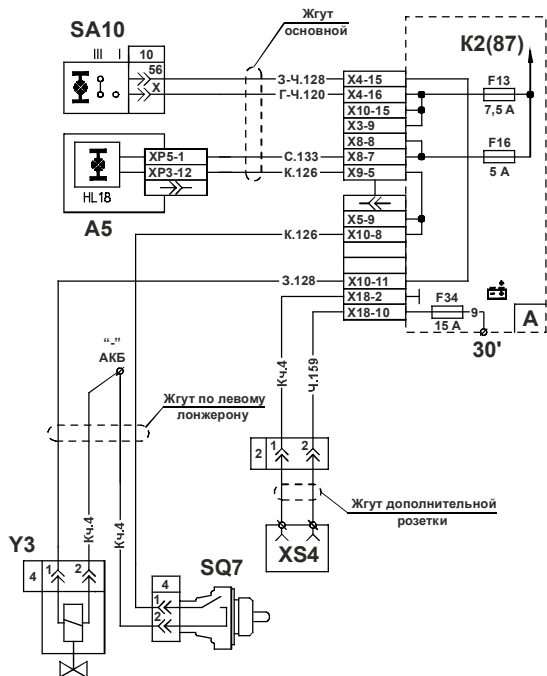 Жгут
основной
SA10
III I 10
56
X
З-Ч.128 X4-15
Г-Ч.120 X4-16
X10-15
X3-9
X8-8
С.133 X8-7
К.126 X9-5
К2(87)
F13
7,5 А
F16
5 А
XP5-1
XP3-12
HL18
A5
X5-9
К.126 X10-8
З.128 X10-11
X18-2
X18-10
F34
15 А
9
А
30'
“-”
АКБ
Кч.4
Ч.159
Жгут по левому
лонжерону
2 1 2
Жгут дополнительной
розетки
XS4
Кч.4
Кч.4
Y3
4 1 2
SQ7
4
1
2